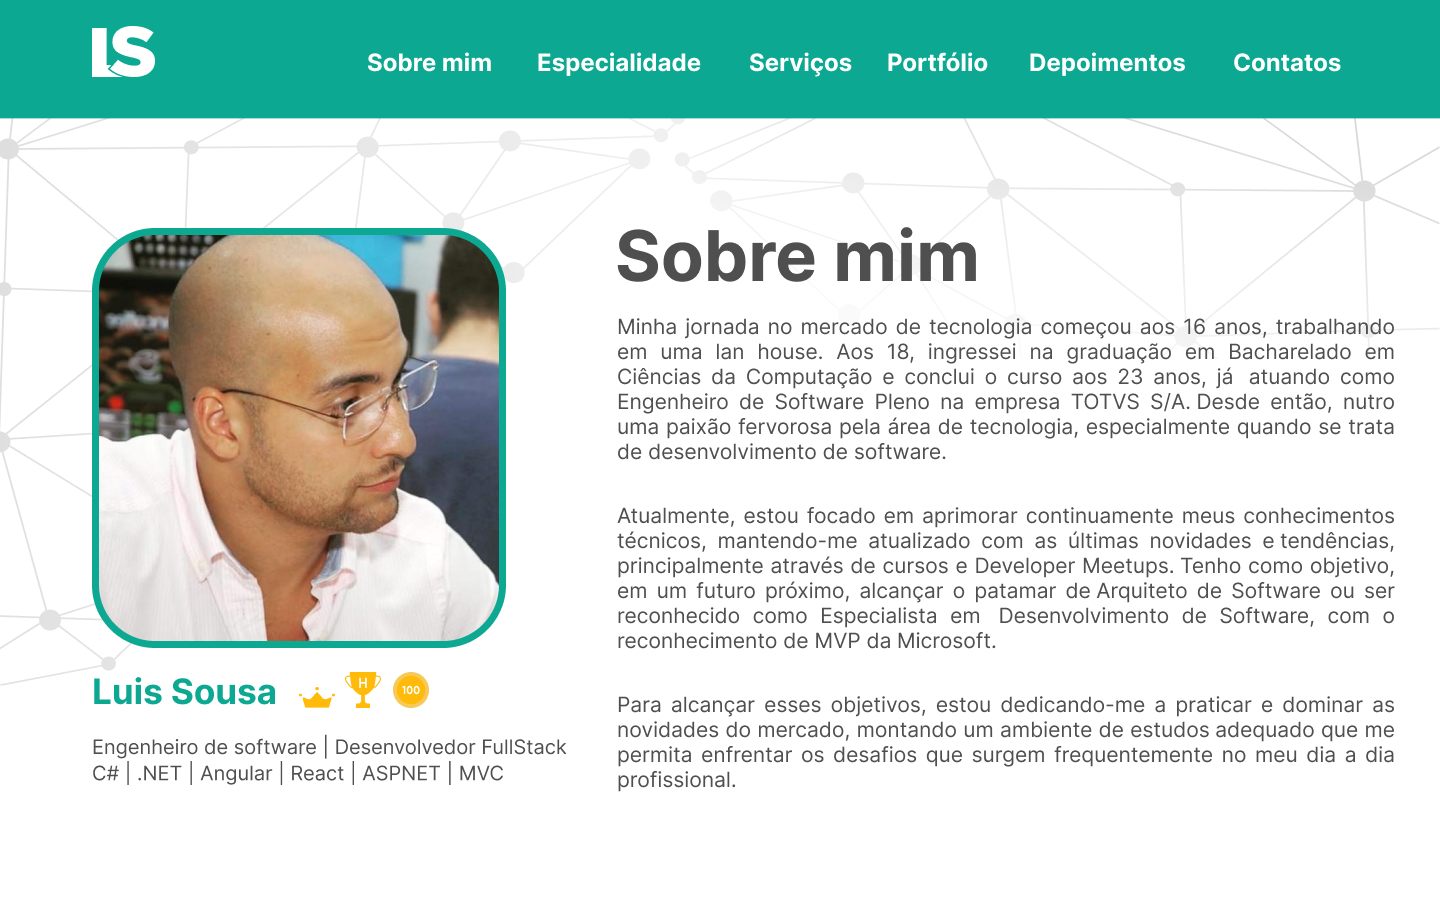 LS
Sobre mim Especialidade Serviços Portfólio Depoimentos Contatos
Sobre mim
Minha jornada no mercado de tecnologia começou aos 16 anos, trabalhando
em uma lan house. Aos 18, ingressei na graduação em Bacharelado em
Ciências da Computação e conclui o curso aos 23 anos, já atuando como
Engenheiro de Software Pleno na empresa TOTVS S/A. Desde então, nutro
uma paixão fervorosa pela área de tecnologia, especialmente quando se trata
de desenvolvimento de software.
Atualmente, estou focado em aprimorar continuamente meus conhecimentos
técnicos, mantendo-me atualizado com as últimas novidades e tendências,
principalmente através de cursos e Developer Meetups. Tenho como objetivo,
em um futuro próximo, alcançar o patamar de Arquiteto de Software ou ser
reconhecido como Especialista em Desenvolvimento de Software, com o
reconhecimento de MVP da Microsoft.
Para alcançar esses objetivos, estou dedicando-me a praticar e dominar as
novidades do mercado, montando um ambiente de estudos adequado que me
permita enfrentar os desafios que surgem frequentemente no meu dia a dia
profissional.
Luis Sousa
H
100
Engenheiro de software | Desenvolvedor FullStack
C# | .NET | Angular | React | ASPNET | MVC